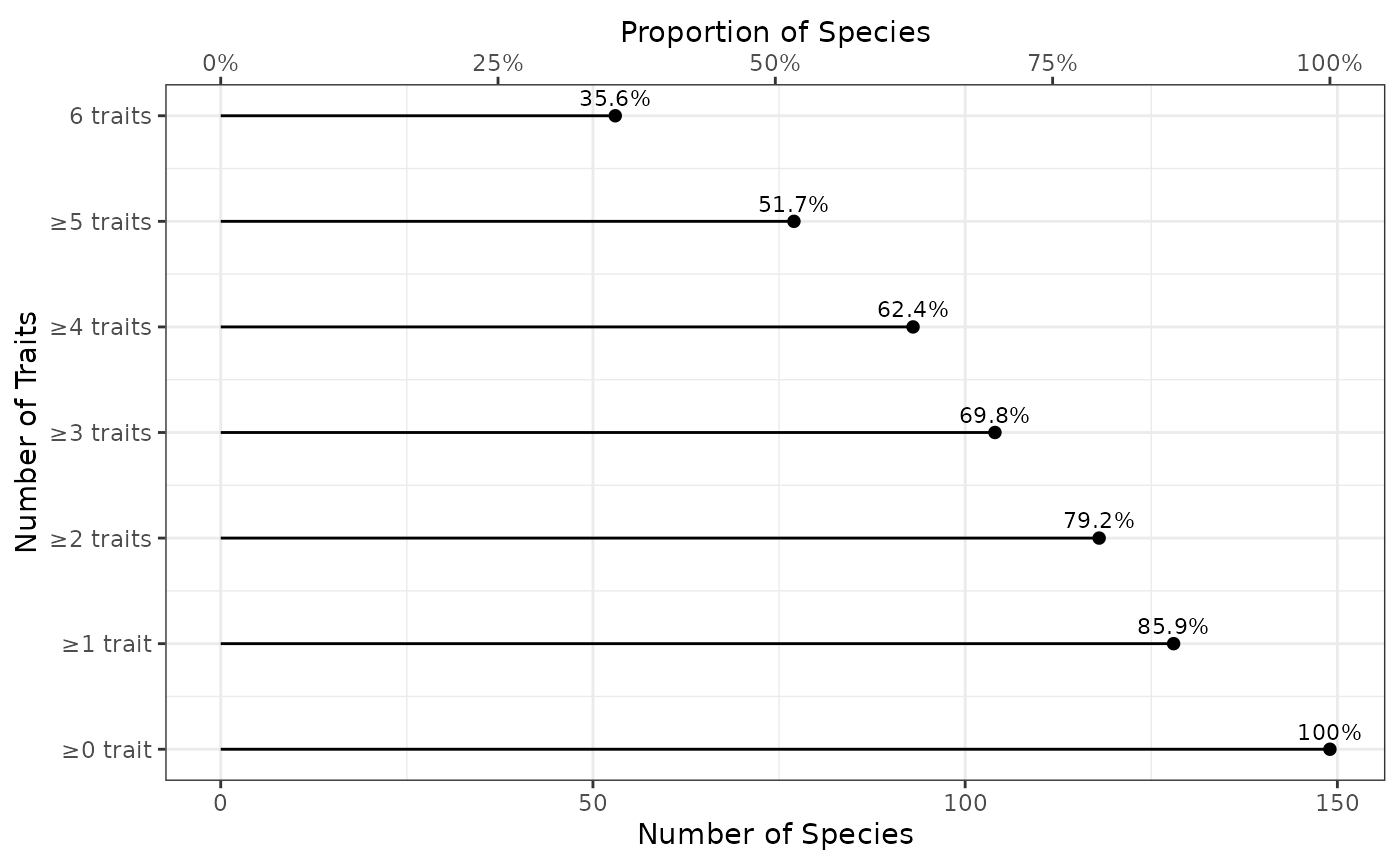 Proportion of Species
0% 25% 50% 75% 100%
6 traits 35.6%
≥5 traits 51.7%
≥4 traits 62.4%
≥3 traits 69.8%
≥2 traits 79.2%
≥1 trait 85.9%
≥0 trait 100%
Number of Traits
0 50 100 150
Number of Species